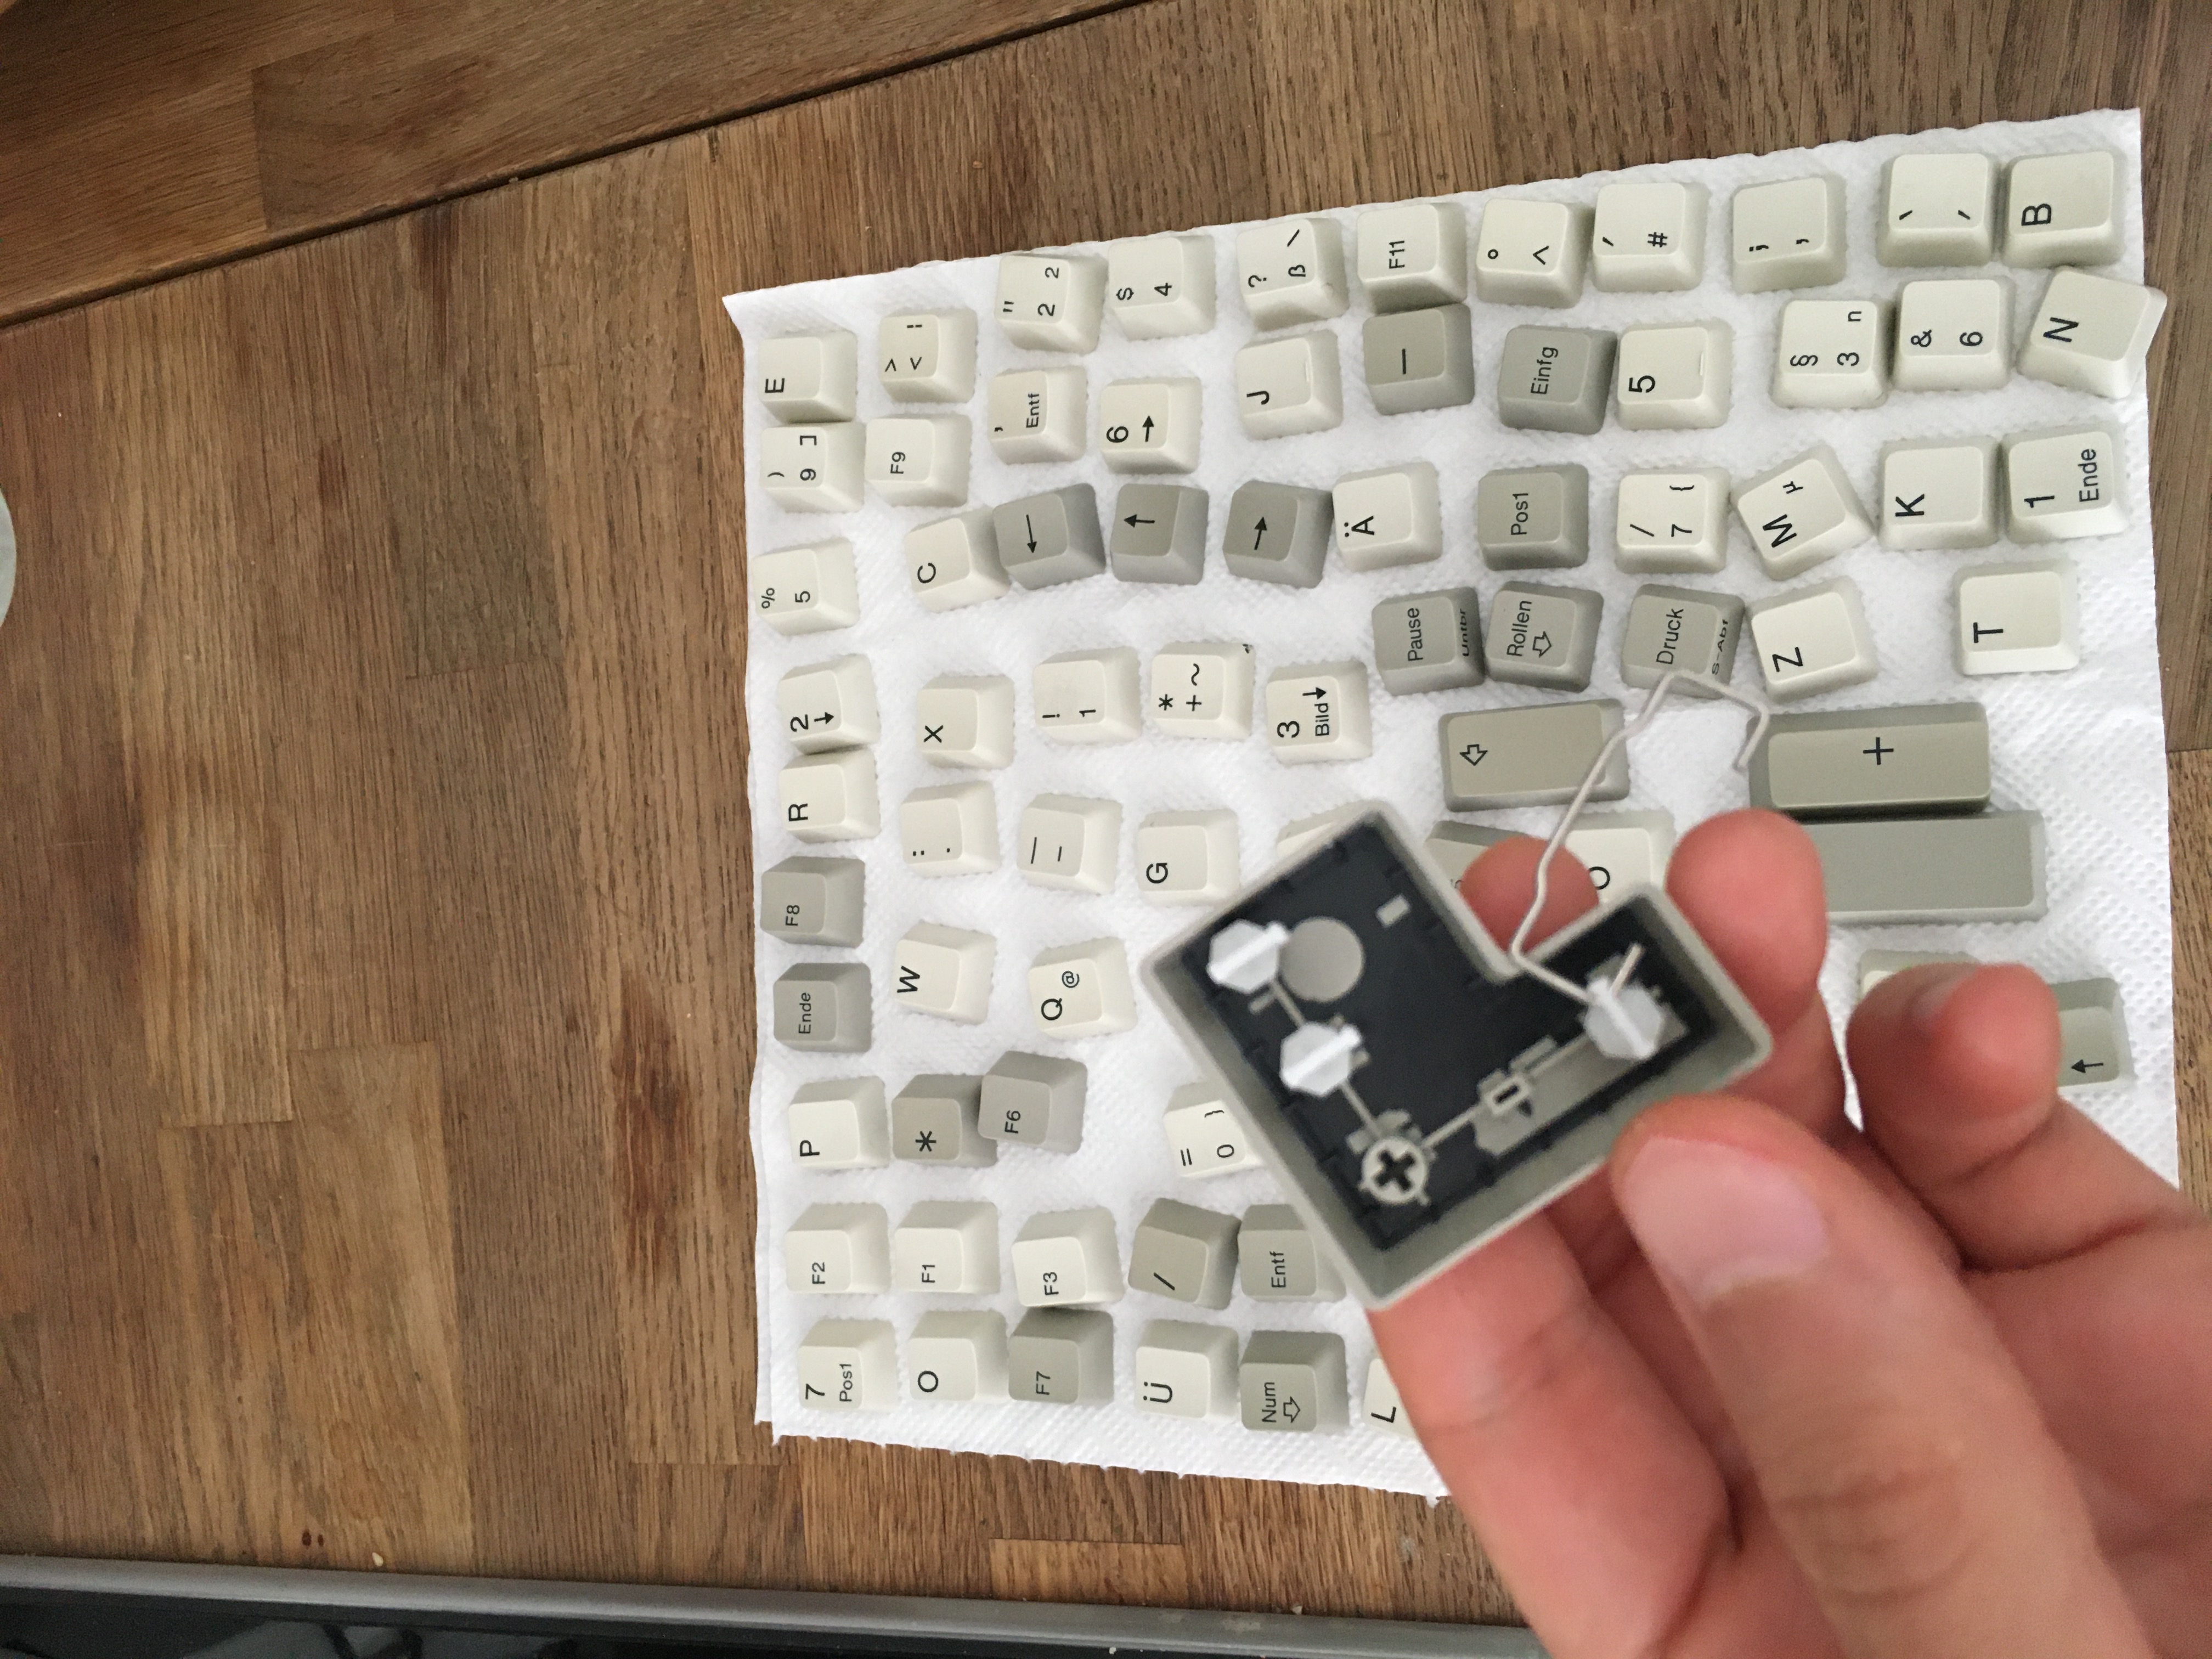 7
Pos1
F2
P
Ende
F8
R
2
↓
%
5
)
9 ]
E
O
F1
*
W
:
.
X
C
F9
>
< ¦
F7
F3
F6
Q @
—
–
!
1
←
,
Entf
"
2 2
Ü
/
=
0 }
G
*
+ ~
↑
6
→
$
4
Num
⇩
Entf
3
Bild↓
→
J
?
ß \
L
Pause
Untbr
Ä
—
F11
⇦
Rollen
⇩
Pos1
Einfg
°
^
O
Druck
S-Abf
/
7 {
5
'
#
+
Z
M µ
§
3 n
;
,
K
&
6
`
´
T
1
Ende
N
B
↑